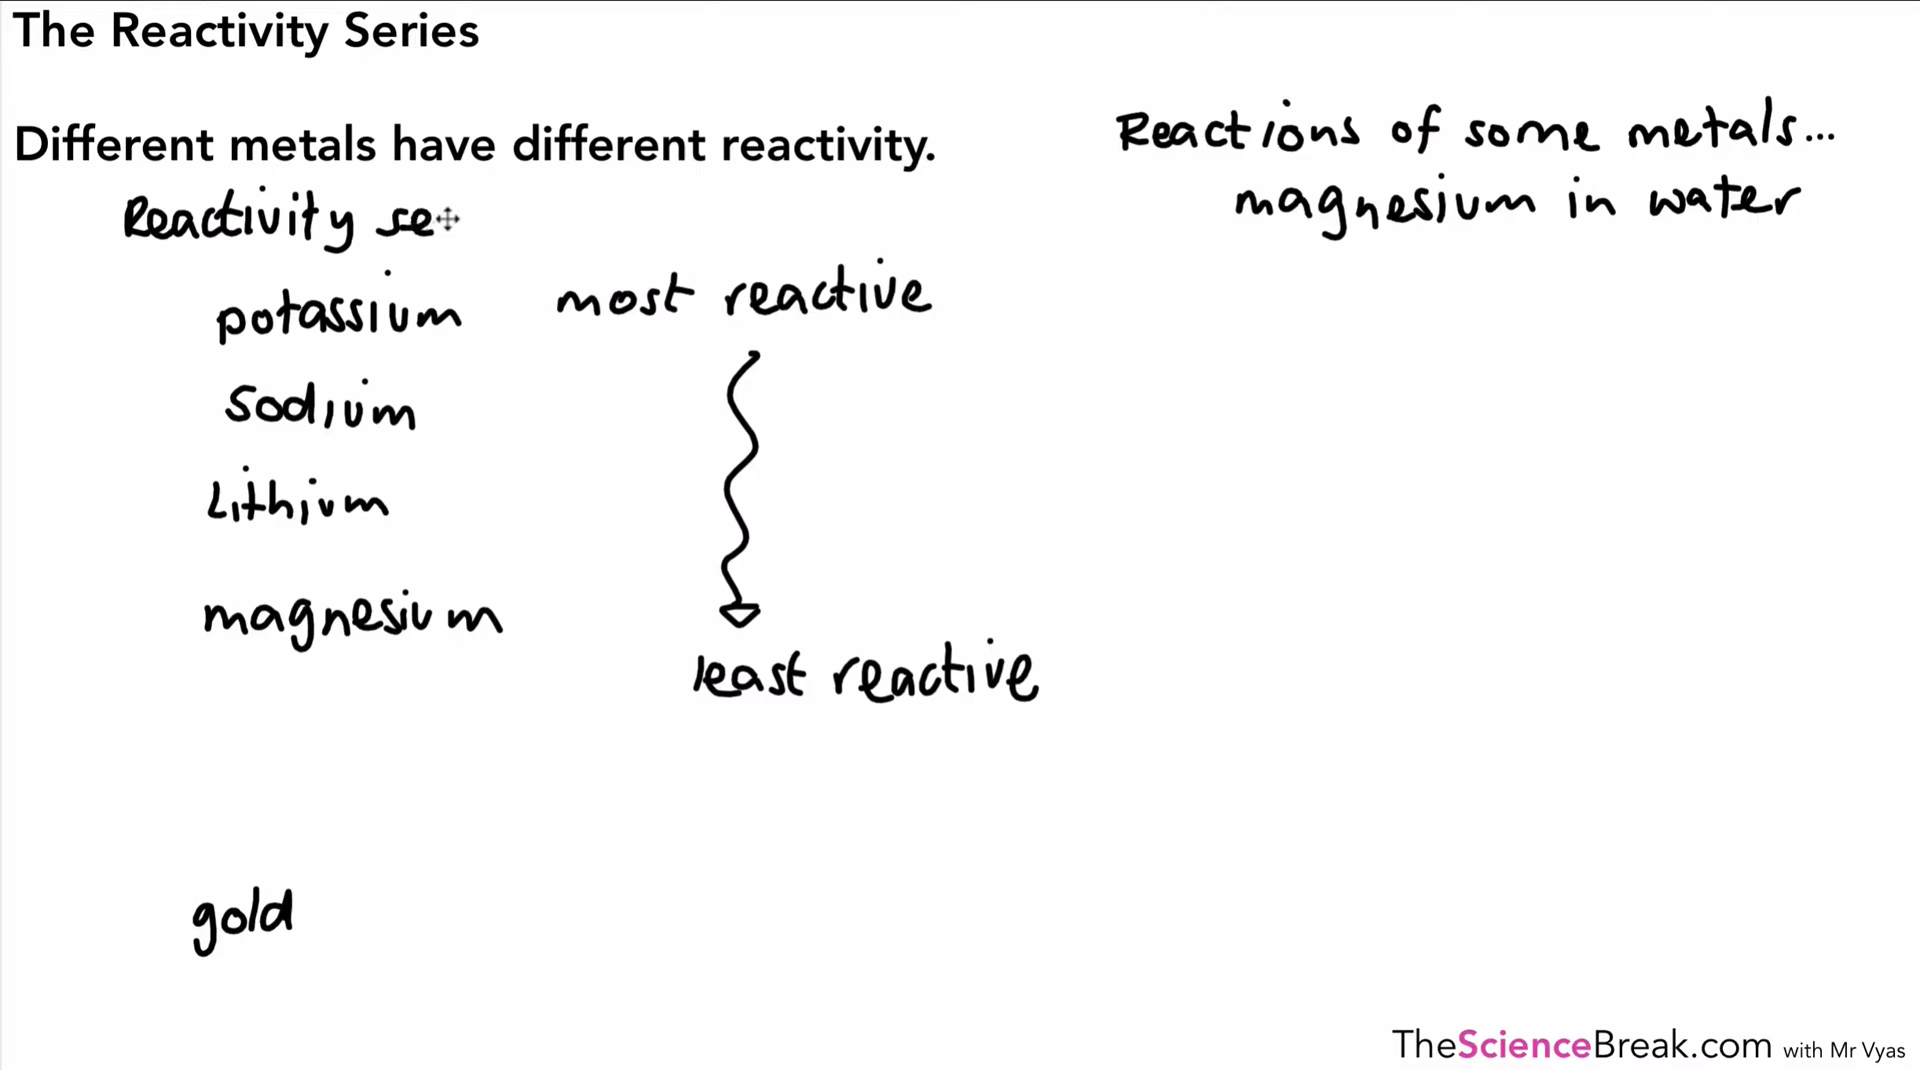 The Reactivity Series
Different metals have different reactivity.
Reactivity se
potassium
sodium
Lithium
magnesium
gold
most reactive
least reactive
Reactions of some metals...
magnesium in water
TheScienceBreak.com with Mr Vyas